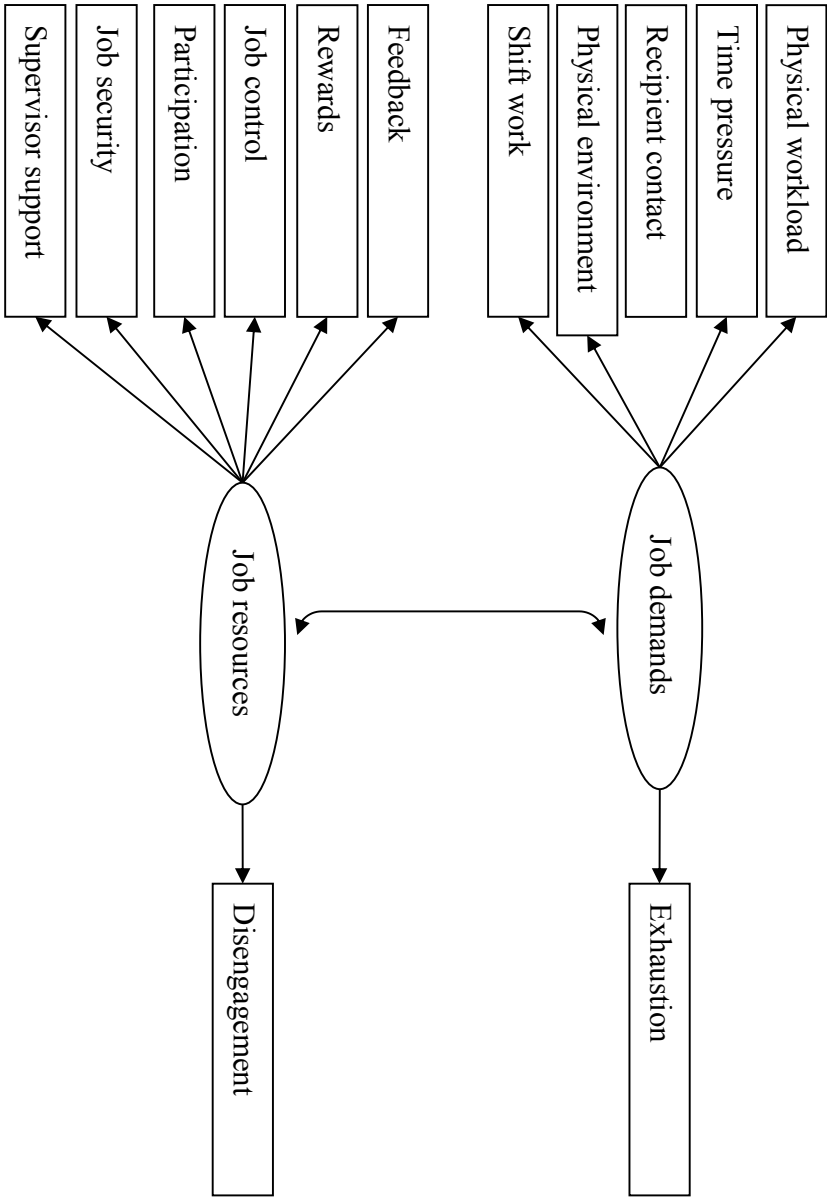 Physical workload
Time pressure
Recipient contact
Physical environment
Shift work
Feedback
Rewards
Job control
Participation
Job security
Supervisor support
Job demands
Job resources
Exhaustion
Disengagement